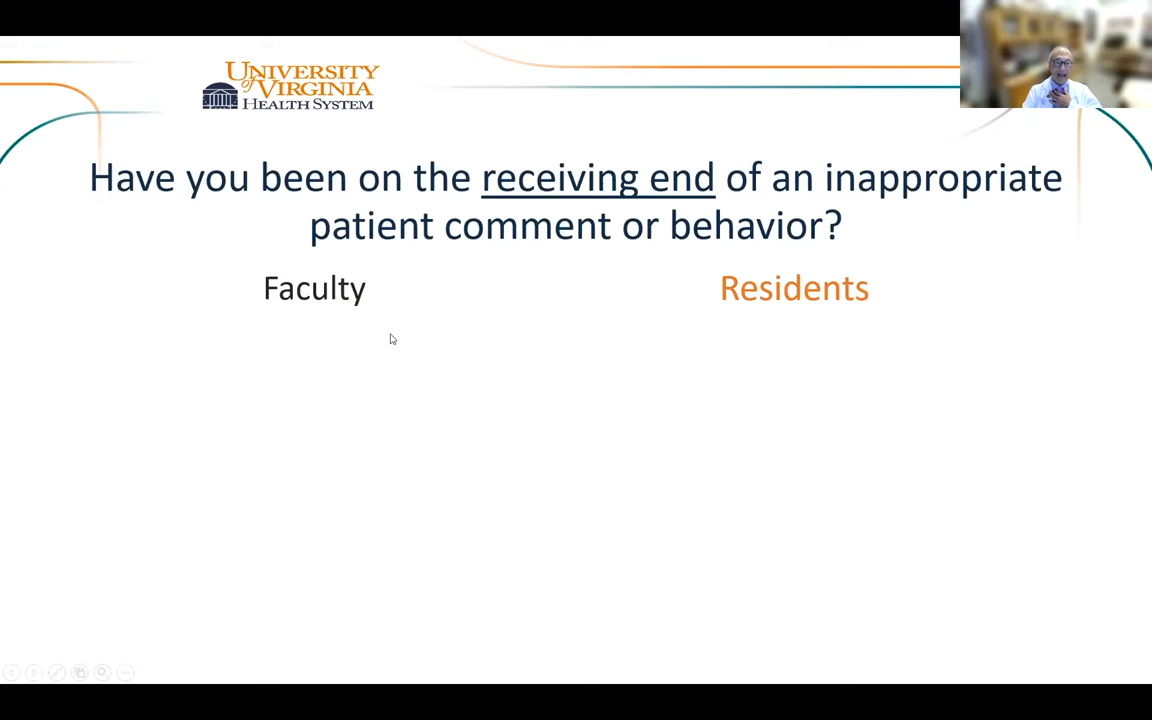 UNIVERSITY
of VIRGINIA
HEALTH SYSTEM
Have you been on the receiving end of an inappropriate
patient comment or behavior?
Faculty
Residents